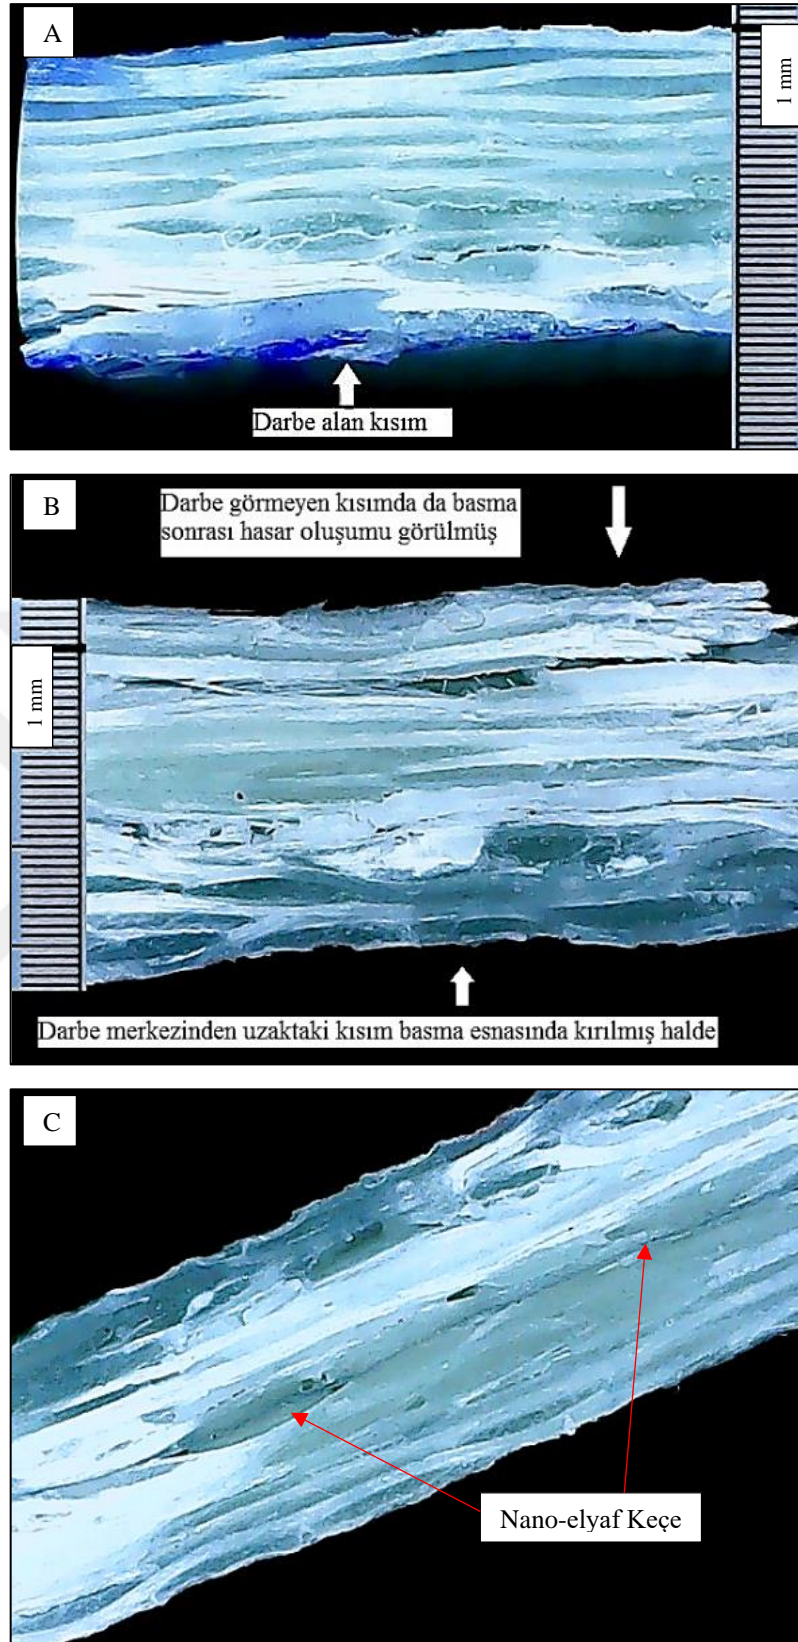 A
1 mm
Darbe alan kısım
B
Darbe görmeyen kısımda da basma
sonrası hasar oluşumu görülmüş
1 mm
Darbe merkezinden uzaktaki kısım basma esnasında kırılmış halde
C
Nano-elyaf Keçe